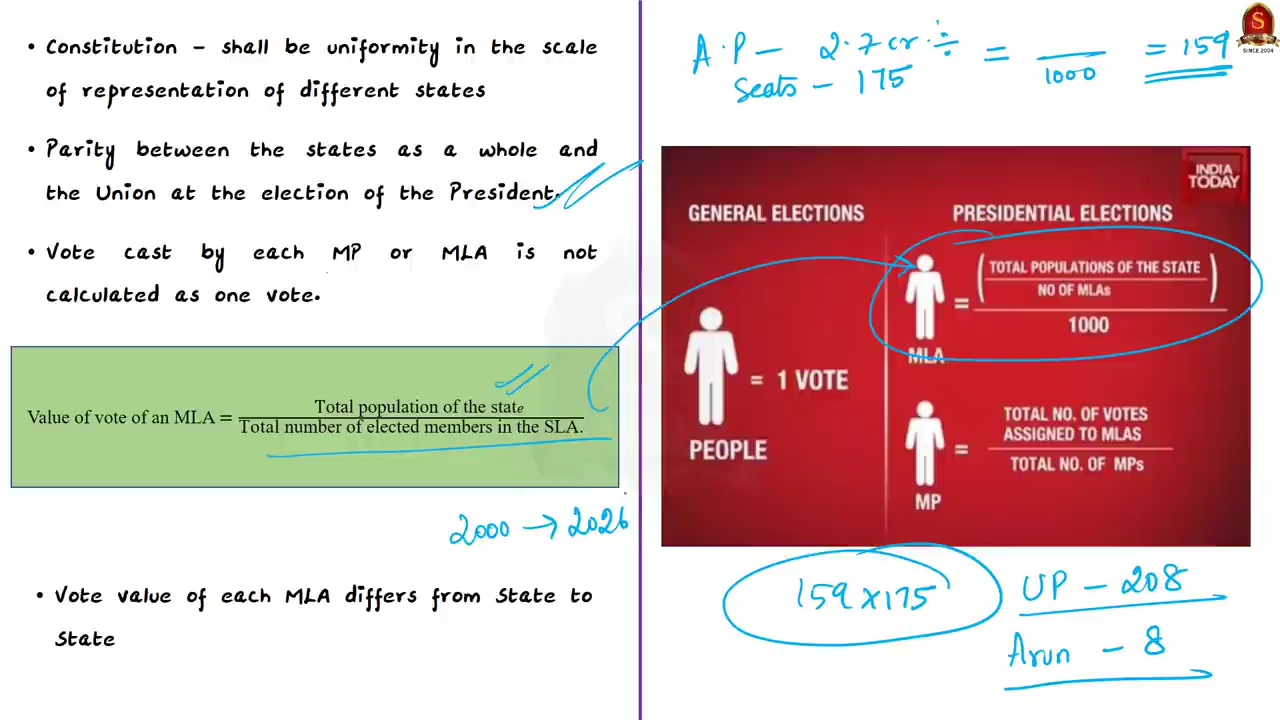 • Constitution – shall be uniformity in the scale
of representation of different states
• Parity between the states as a whole and
the Union at the election of the President.
• Vote cast by each MP or MLA is not
calculated as one vote.
Value of vote of an MLA = Total population of the state
Total number of elected members in the SLA.
2000 → 2026
• Vote value of each MLA differs from State to
State
A.P – 2.7 cr ÷ = 1000 = 159
Seats – 175
S
SINCE 2004
INDIA
TODAY
GENERAL ELECTIONS
PEOPLE = 1 VOTE
PRESIDENTIAL ELECTIONS
MLA = (TOTAL POPULATIONS OF THE STATE
NO OF MLAs)
1000
MP = TOTAL NO. OF VOTES
ASSIGNED TO MLAS
TOTAL NO. OF MPs
159 x 175
UP – 208
Arun – 8